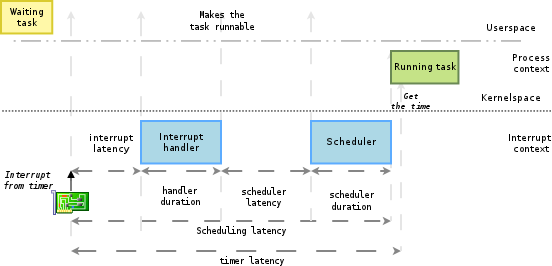 Waiting
task
Makes the
task runnable
Userspace
Running task
Process
context
Get
the time
Kernelspace
interrupt
latency
Interrupt
handler
Scheduler
Interrupt
context
Interrupt
from timer
handler
duration
scheduler
latency
scheduler
duration
Scheduling latency
timer latency